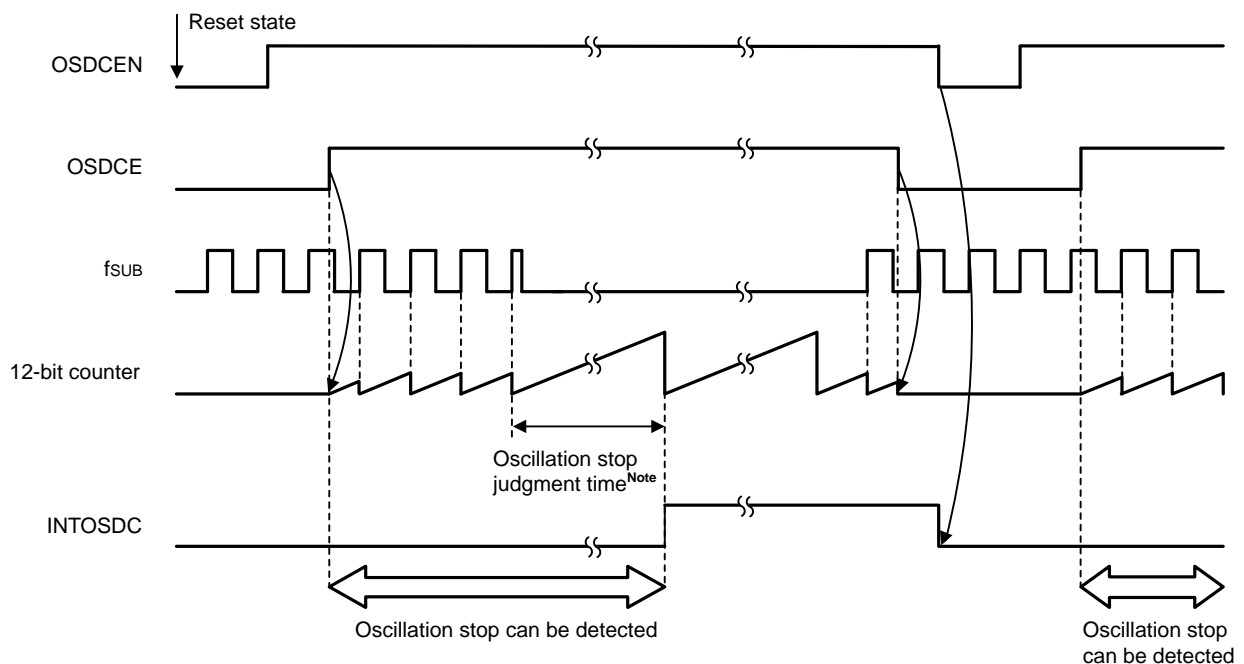 Reset state
OSDCEN
OSDCE
fSUB
12-bit counter
Oscillation stop
judgment timeNote
INTOSDC
Oscillation stop can be detected
Oscillation stop
can be detected